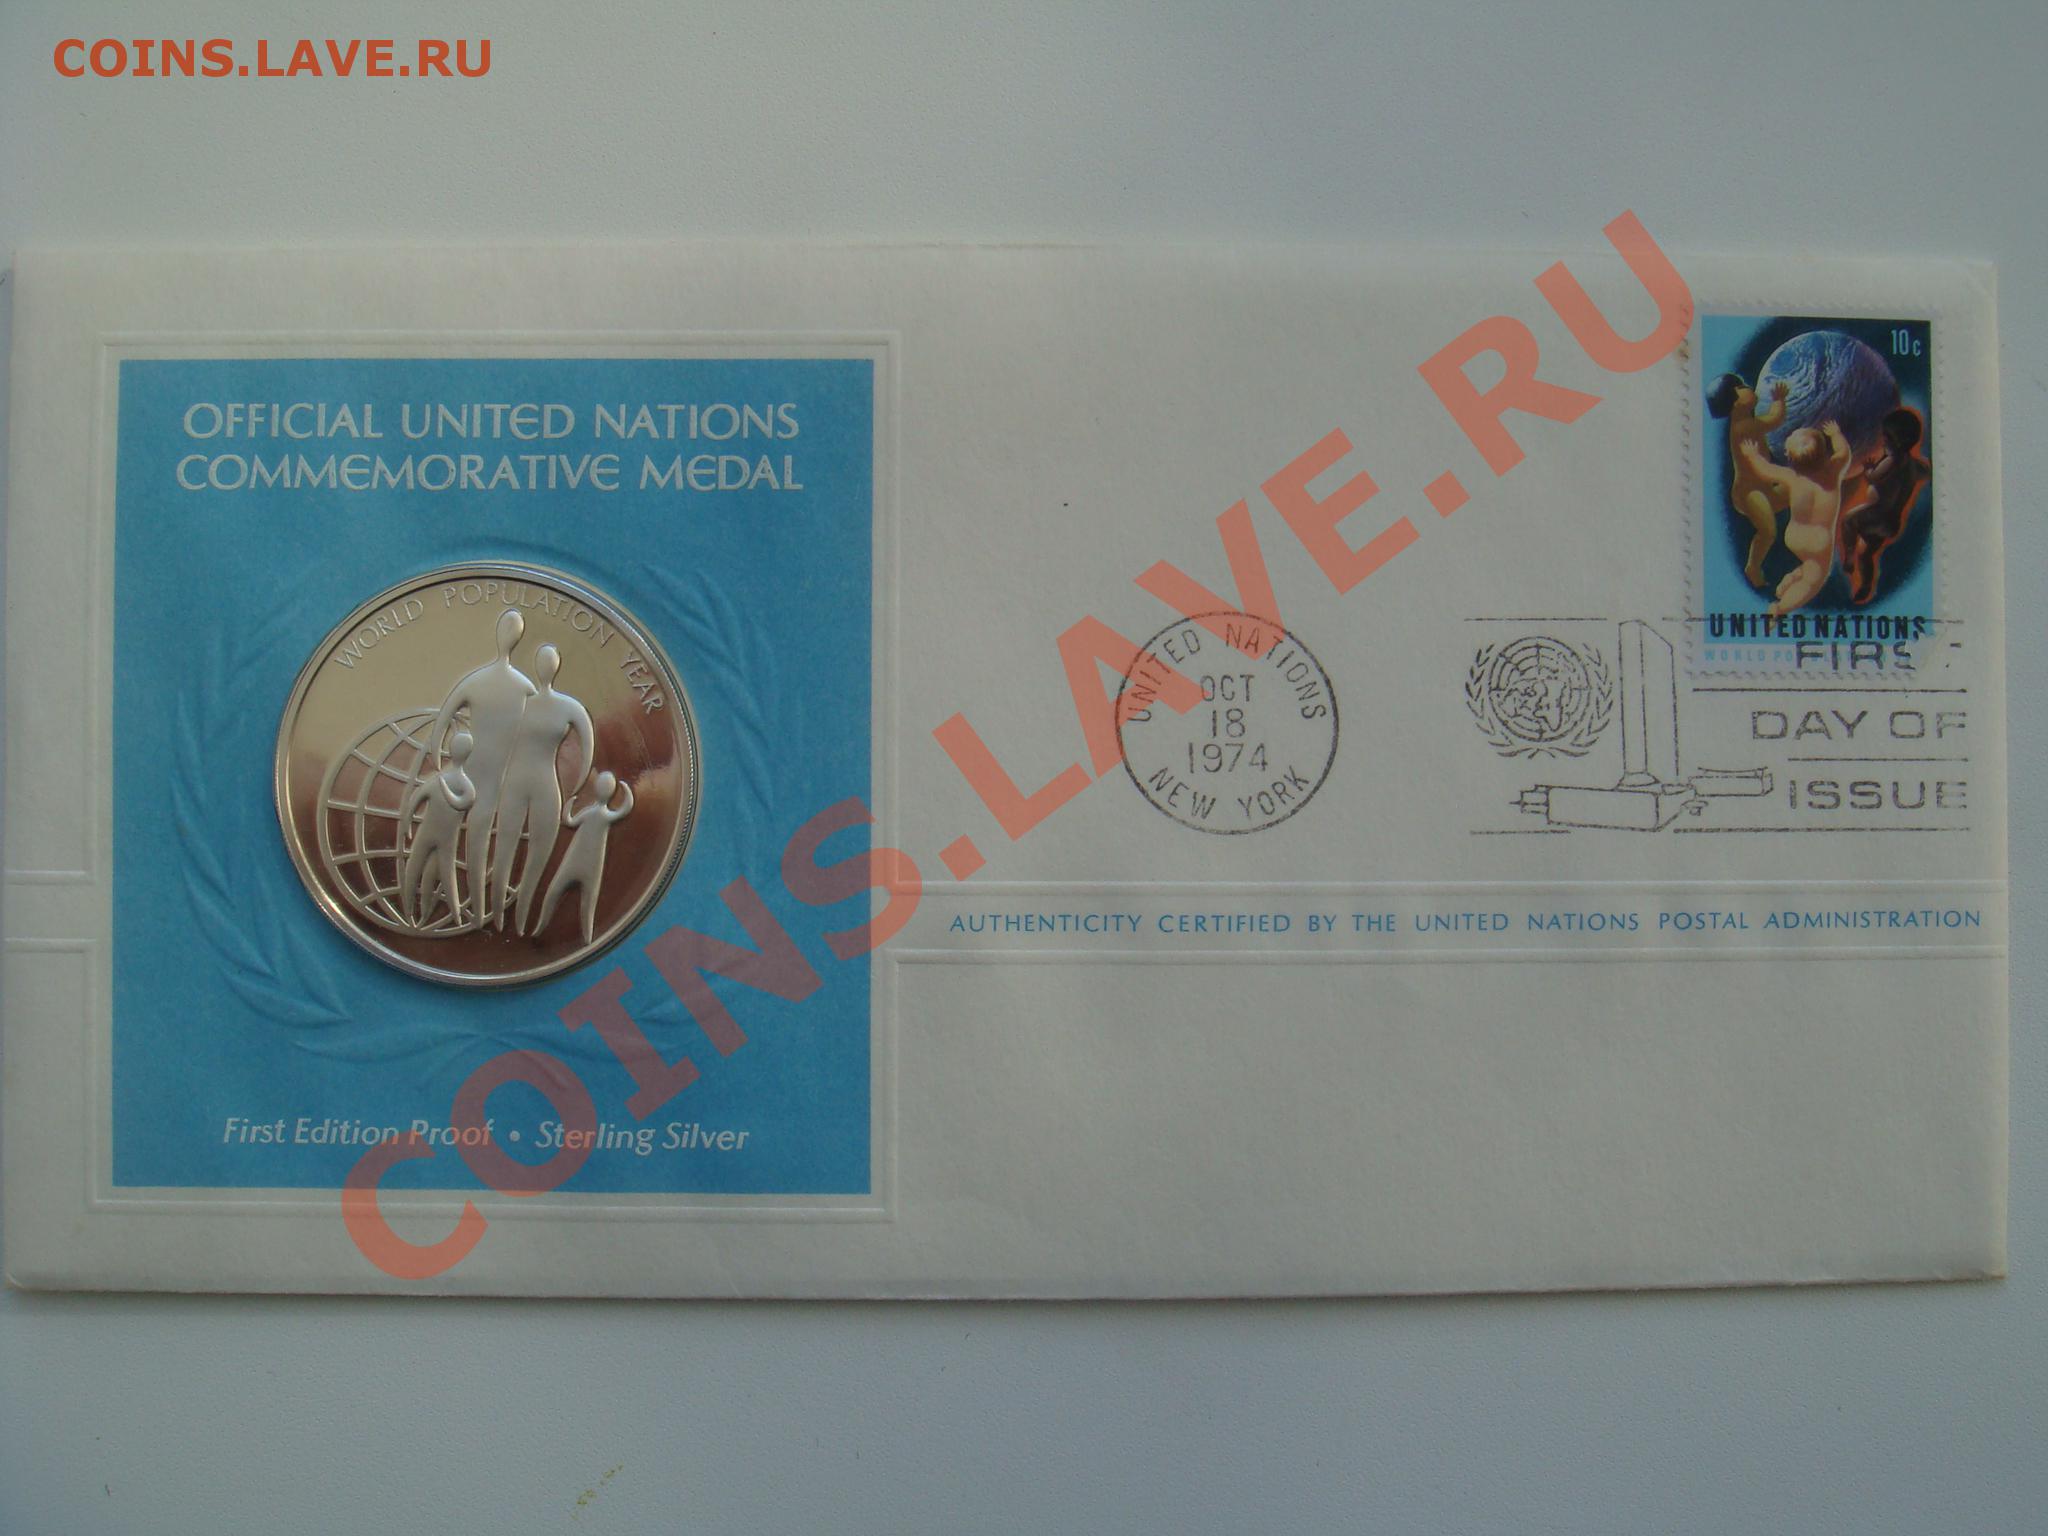 COINS.LAVE.RU
OFFICIAL UNITED NATIONS
COMMEMORATIVE MEDAL
WORLD POPULATION YEAR
First Edition Proof • Sterling Silver
10c
UNITED NATIONS
WORLD
UNITED NATIONS
OCT
18
1974
NEW YORK
FIRST
DAY OF
ISSUE
AUTHENTICITY CERTIFIED BY THE UNITED NATIONS POSTAL ADMINISTRATION
COINS.LAVE.RU